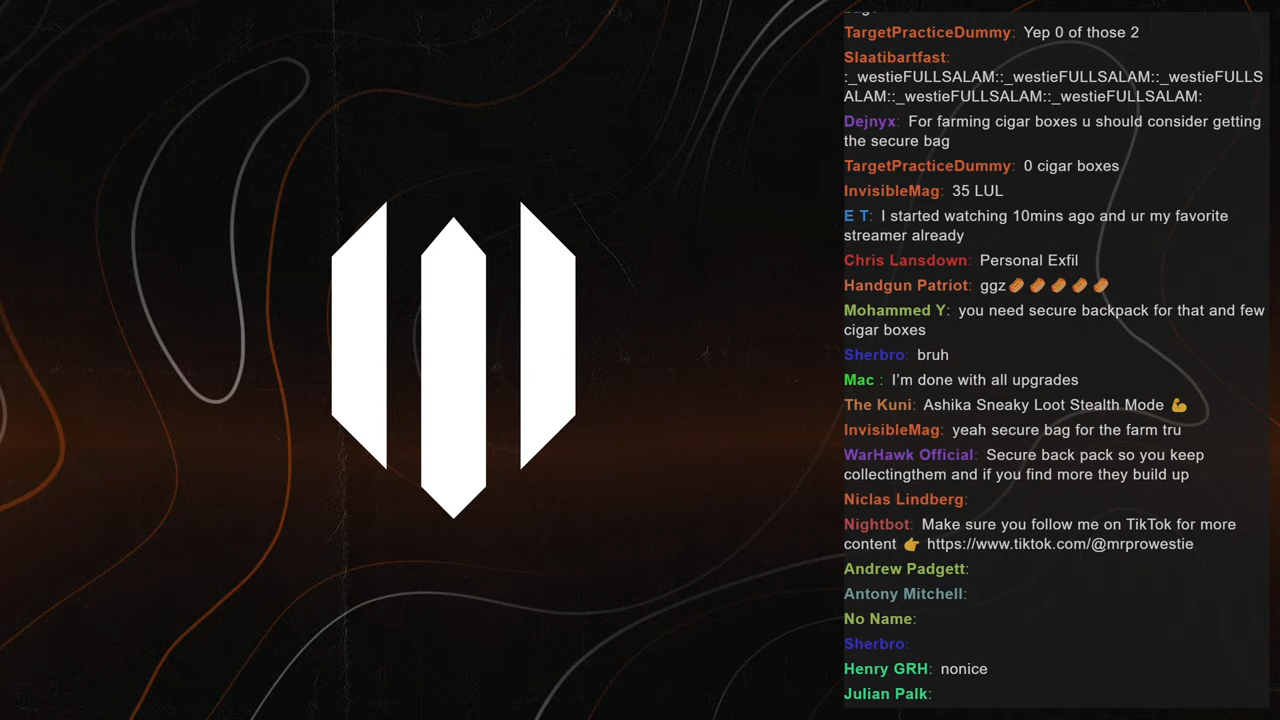 TargetPracticeDummy: Yep 0 of those 2
Slaatibartfast:
:_westieFULLSALAM::_westieFULLSALAM::_westieFULLS
ALAM::_westieFULLSALAM::_westieFULLSALAM:
Dejnyx: For farming cigar boxes u should consider getting
the secure bag
TargetPracticeDummy: 0 cigar boxes
InvisibleMag: 35 LUL
E T: I started watching 10mins ago and ur my favorite
streamer already
Chris Lansdown: Personal Exfil
Handgun Patriot: ggz🥜🥜🥜🥜🥜
Mohammed Y: you need secure backpack for that and few
cigar boxes
Sherbro: bruh
Mac : I'm done with all upgrades
The Kuni: Ashika Sneaky Loot Stealth Mode 💪
InvisibleMag: yeah secure bag for the farm tru
WarHawk Official: Secure back pack so you keep
collectingthem and if you find more they build up
Niclas Lindberg:
Nightbot: Make sure you follow me on TikTok for more
content 👉 https://www.tiktok.com/@mrprowestie
Andrew Padgett:
Antony Mitchell:
No Name:
Sherbro:
Henry GRH: nonice
Julian Palk: